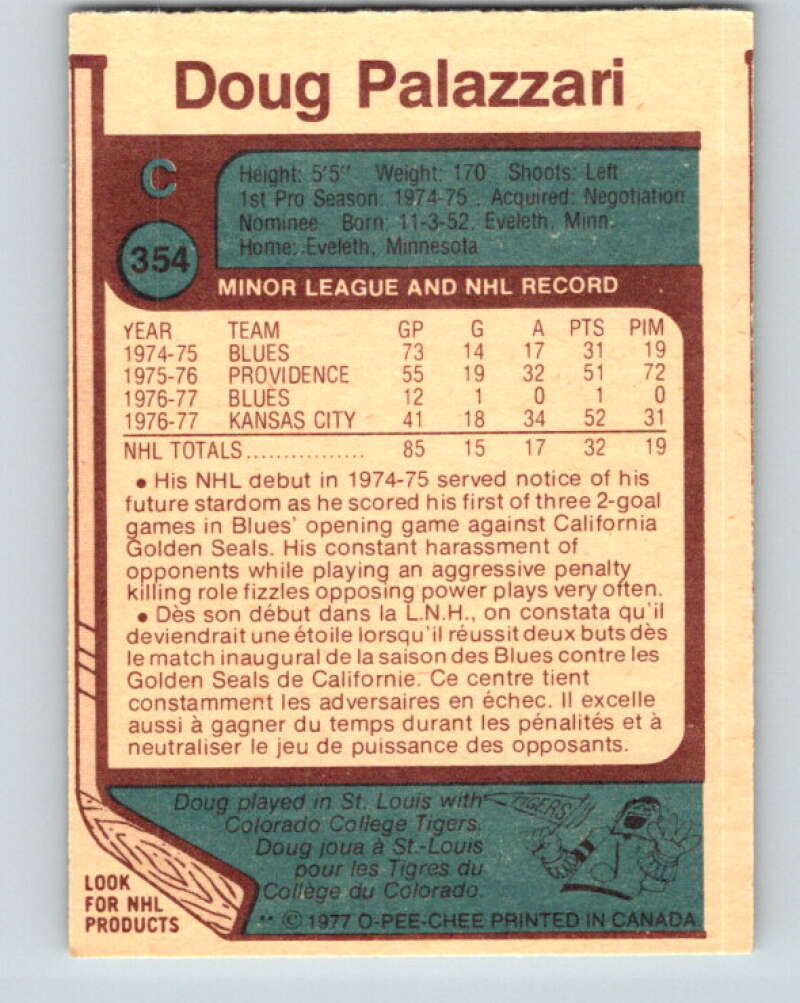 Doug Palazzari
C
354
Height: 5'5" Weight: 170 Shoots: Left
1st Pro Season: 1974-75 . Acquired: Negotiation
Nominee Born: 11-3-52. Eveleth, Minn.
Home: Eveleth, Minnesota
MINOR LEAGUE AND NHL RECORD
YEAR TEAM GP G A PTS PIM
1974-75 BLUES 73 14 17 31 19
1975-76 PROVIDENCE 55 19 32 51 72
1976-77 BLUES 12 1 0 1 0
1976-77 KANSAS CITY 41 18 34 52 31
NHL TOTALS................ 85 15 17 32 19
• His NHL debut in 1974-75 served notice of his
future stardom as he scored his first of three 2-goal
games in Blues' opening game against California
Golden Seals. His constant harassment of
opponents while playing an aggressive penalty
killing role fizzles opposing power plays very often.
• Dès son début dans la L.N.H., on constata qu'il
deviendrait une étoile lorsqu'il réussit deux buts dès
le match inaugural de la saison des Blues contre les
Golden Seals de Californie. Ce centre tient
constamment les adversaires en échec. Il excelle
aussi à gagner du temps durant les pénalités et à
neutraliser le jeu de puissance des opposants.
Doug played in St. Louis with
Colorado College Tigers.
Doug joua à St.-Louis
pour les Tigres du
Collège du Colorado.
TIGERS
LOOK
FOR NHL
PRODUCTS
** © 1977 O-PEE-CHEE PRINTED IN CANADA